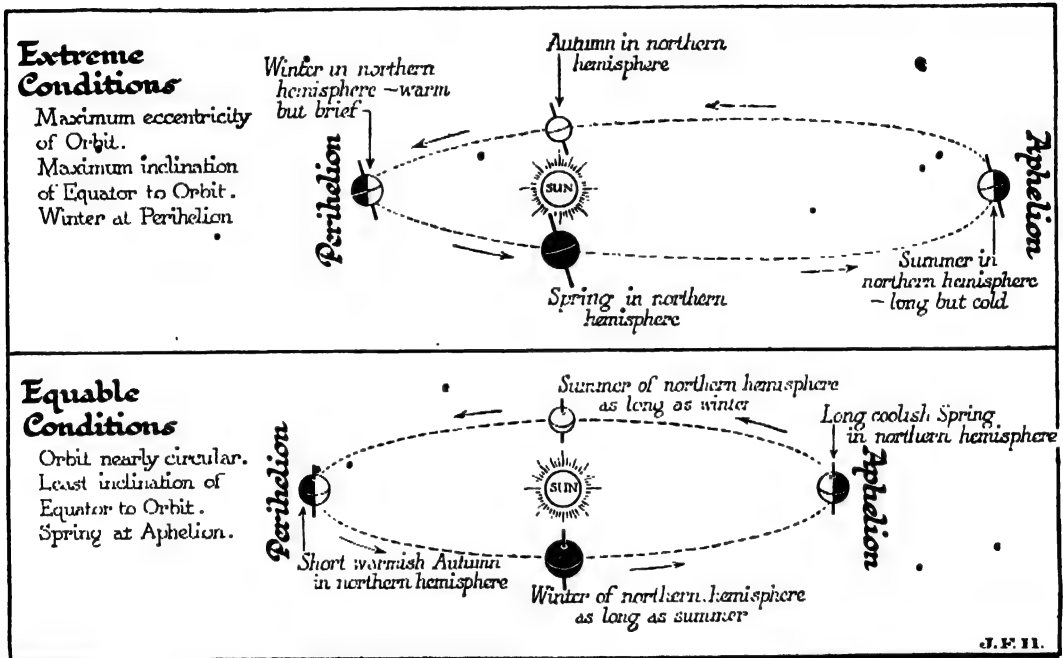 Extreme
Conditions
Maximum eccentricity
of Orbit.
Maximum inclination
of Equator to Orbit.
Winter at Perihelion
Winter in northern
hemisphere – warm
but brief
Autumn in northern
hemisphere
Perihelion
SUN
Aphelion
Spring in northern
hemisphere
Summer in
northern hemisphere
– long but cold
Equable
Conditions
Orbit nearly circular.
Least inclination of
Equator to Orbit.
Spring at Aphelion.
Summer of northern hemisphere
as long as winter
Long coolish Spring
in northern hemisphere
Perihelion
SUN
Aphelion
Short warmish Autumn
in northern hemisphere
Winter of northern hemisphere
as long as summer
J.F.H.